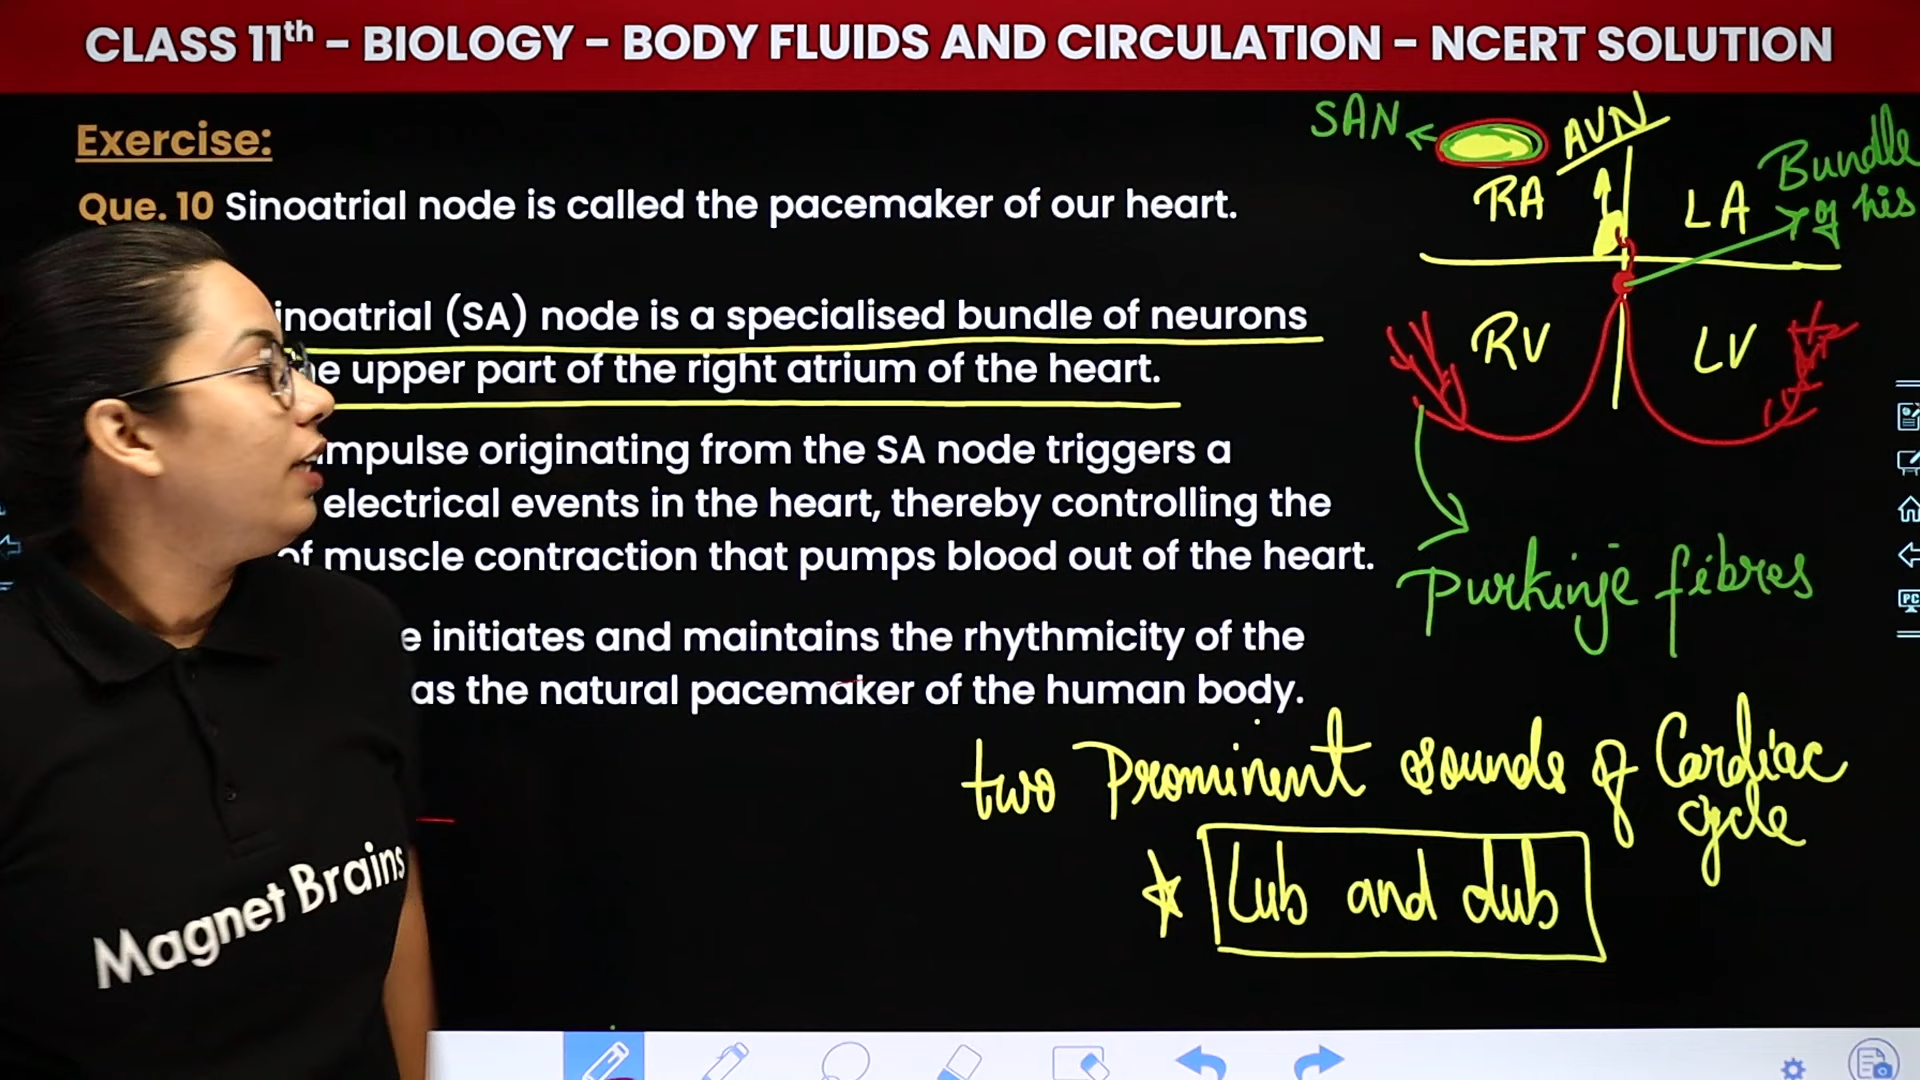 CLASS 11th – BIOLOGY – BODY FLUIDS AND CIRCULATION – NCERT SOLUTION
Exercise:
Que. 10 Sinoatrial node is called the pacemaker of our heart.
inoatrial (SA) node is a specialised bundle of neurons
upper part of the right atrium of the heart.
impulse originating from the SA node triggers a
electrical events in the heart, thereby controlling the
of muscle contraction that pumps blood out of the heart.
e initiates and maintains the rhythmicity of the
as the natural pacemaker of the human body.
SAN
AVN
Bundle
of his
RA
LA
RV
LV
Purkinje fibres
two Prominent sounds of Cardiac
cycle
Lub and dub
Magnet Brains
PC